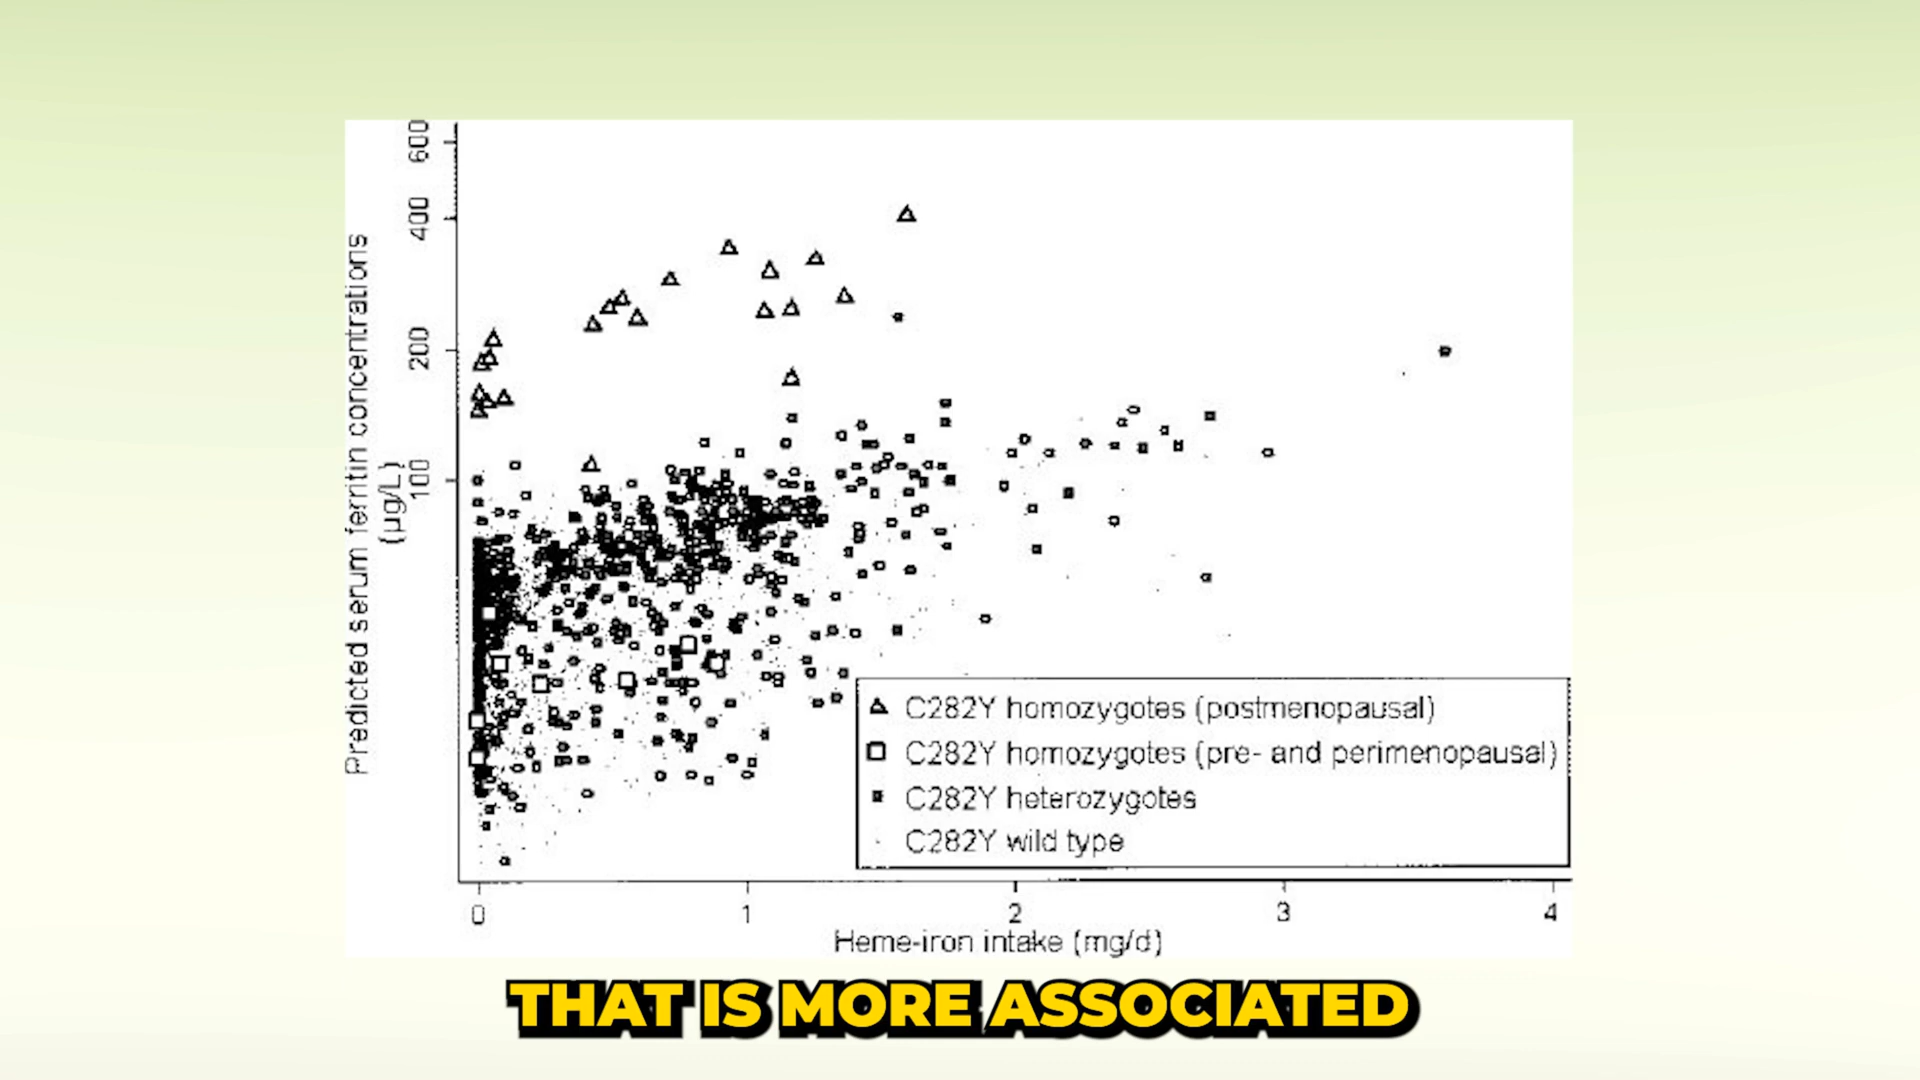 600
400
200
100
Predicted serum ferritin concentrations
(µg/L)
C282Y homozygotes (postmenopausal)
C282Y homozygotes (pre- and perimenopausal)
C282Y heterozygotes
C282Y wild type
0 1 2 3 4
Heme-iron intake (mg/d)
THAT IS MORE ASSOCIATED